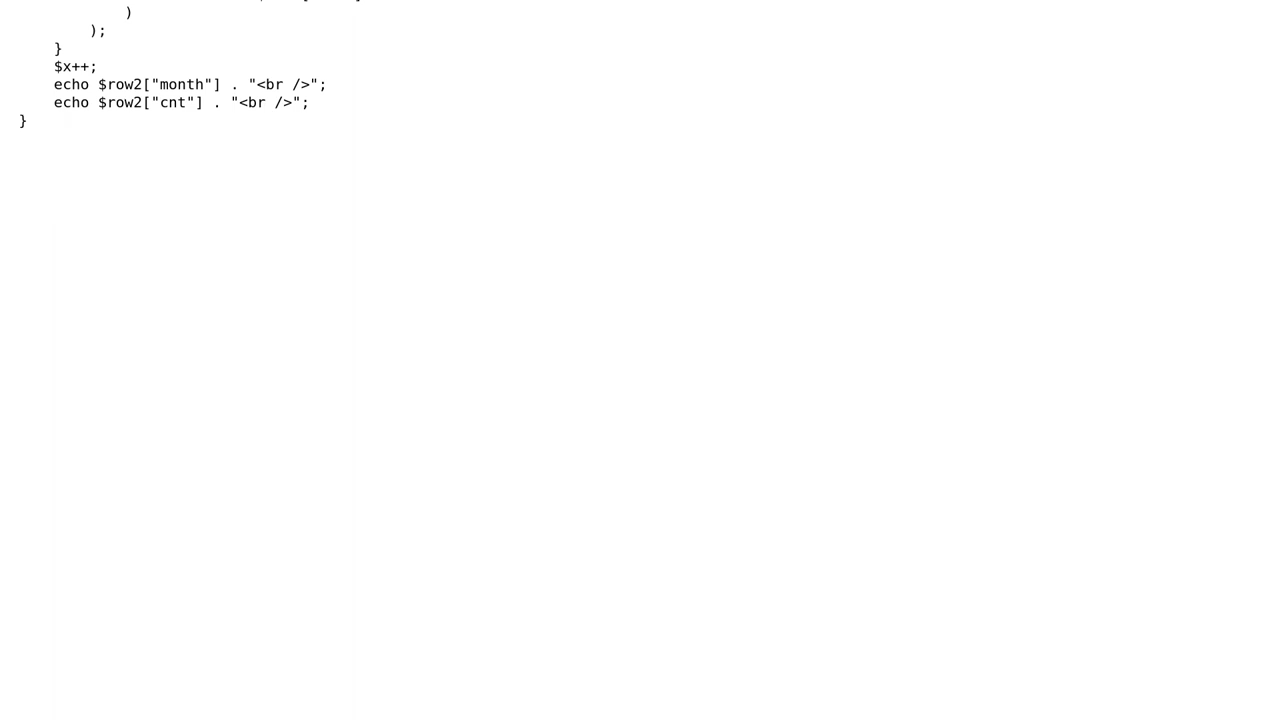 )
);
}
$x++;
echo $row2["month"] . "<br />";
echo $row2["cnt"] . "<br />";
}